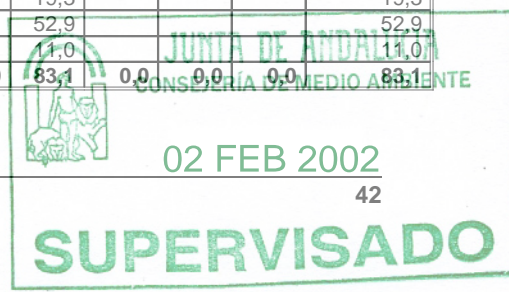 52,9 52,9
11,0 11,0
JUNTA DE ANDALUCIA
83,1 0,0 0,0 0,0 83,1
CONSEJERÍA DE MEDIO AMBIENTE
02 FEB 2002
42
SUPERVISADO